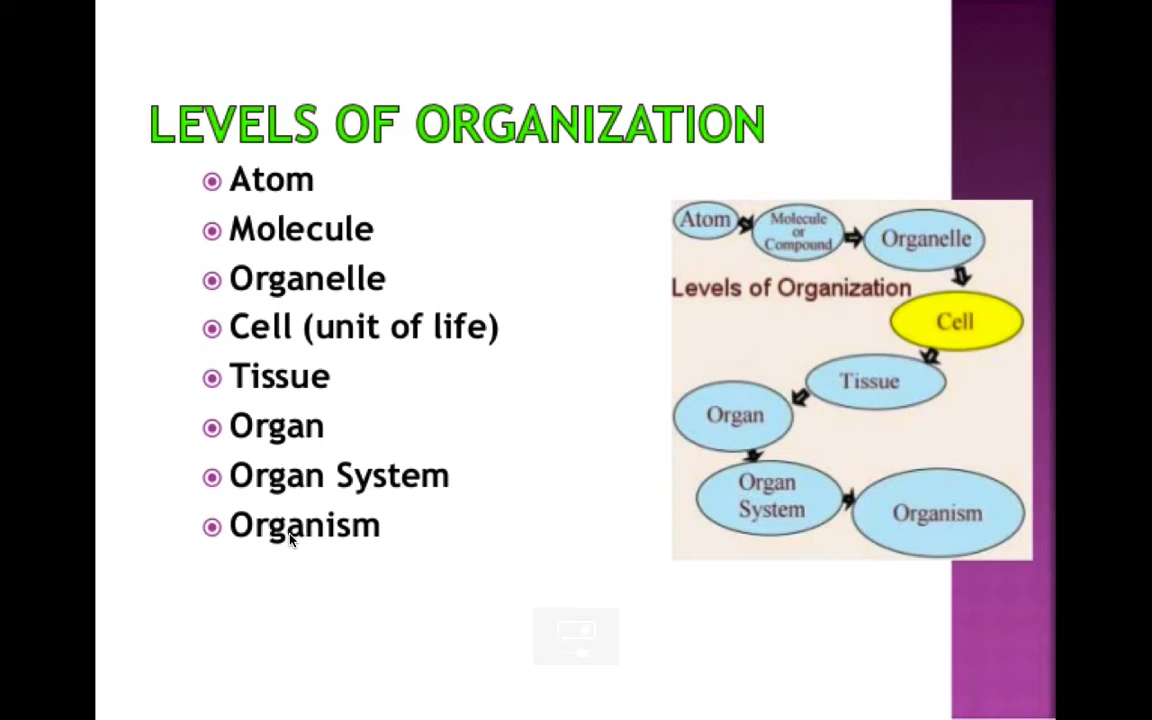 LEVELS OF ORGANIZATION
Atom
Molecule
Organelle
Cell (unit of life)
Tissue
Organ
Organ System
Organism
Atom
Molecule
or
Compound
Organelle
Levels of Organization
Cell
Tissue
Organ
Organ
System
Organism